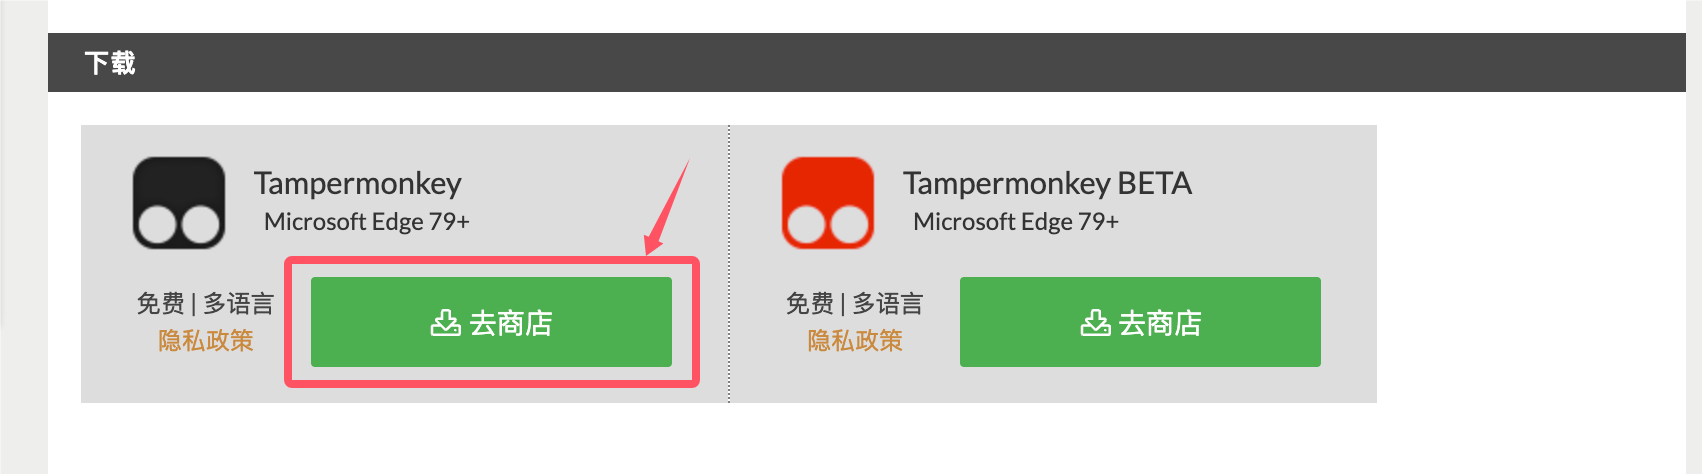 下载
Tampermonkey
Microsoft Edge 79+
免费 | 多语言
隐私政策
去商店
Tampermonkey BETA
Microsoft Edge 79+
免费 | 多语言
隐私政策
去商店